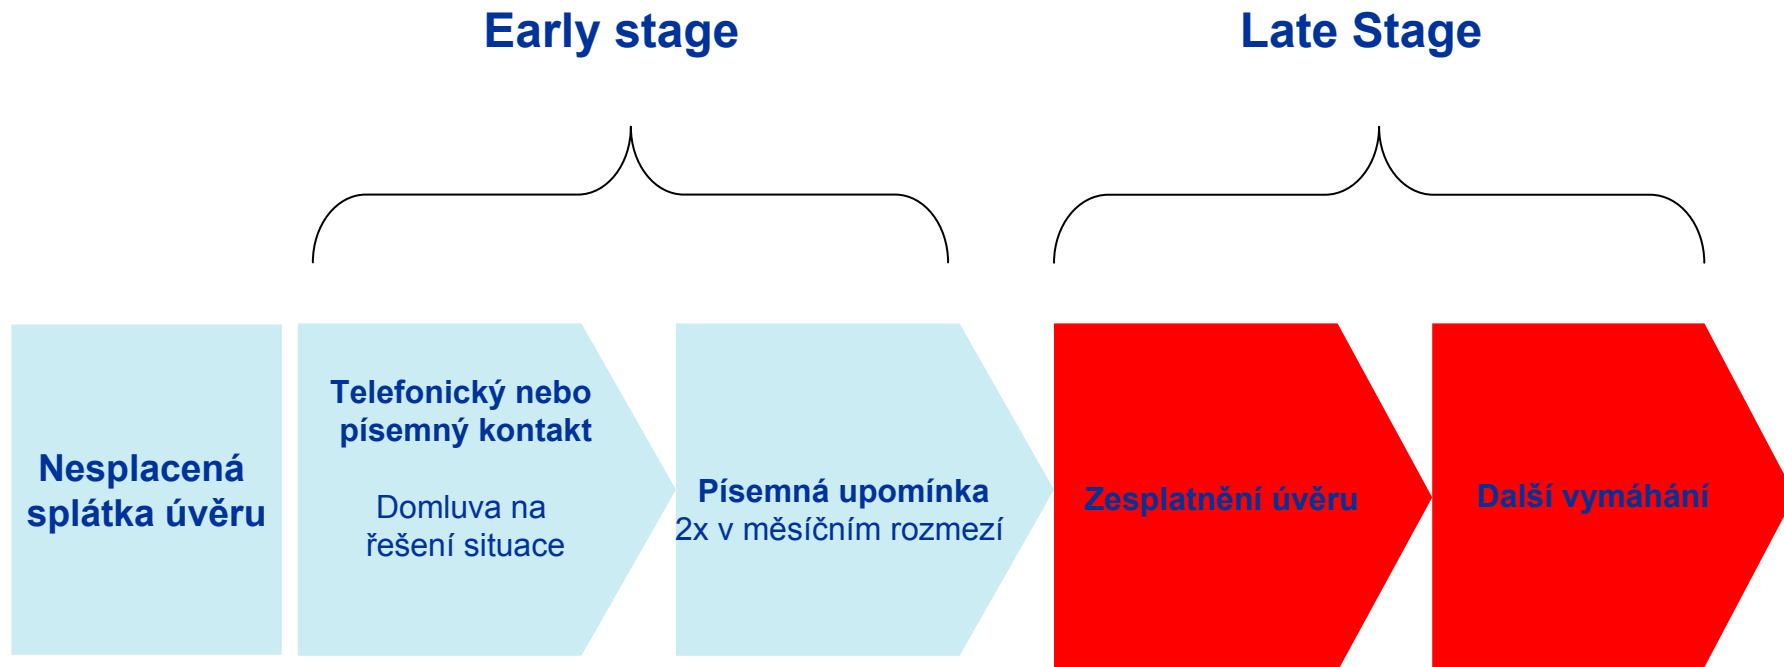 Early stage
Late Stage
Nesplacená
splátka úvěru
Telefonický nebo
písemný kontakt
Domluva na
řešení situace
Písemná upomínka
2x v měsíčním rozmezí
Zesplatnění úvěru
Další vymáhání